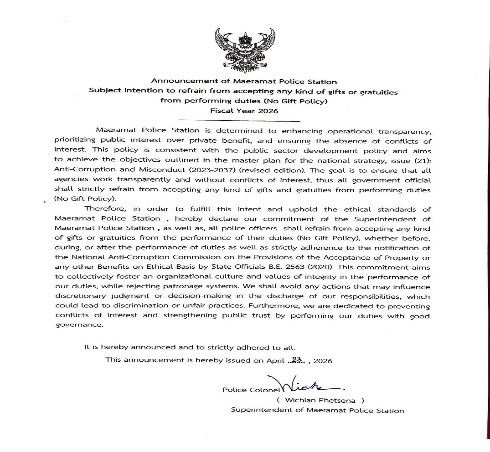 Announcement of Maeramat Police Station
Subject Intention to refrain from accepting any kind of gifts or gratuities
from performing duties (No Gift Policy)
Fiscal Year 2026
Maeramat Police Station is determined to enhancing operational transparency,
prioritizing public interest over private benefit, and ensuring the absence of conflicts of
interest. This policy is consistent with the public sector development policy and aims
to achieve the objectives outlined in the master plan for the national strategy, issue (21):
Anti-Corruption and Misconduct (2023-2037) (revised edition). The goal is to ensure that all
agencies work transparently and without conflicts of interest, thus all government official
shall strictly refrain from accepting any kind of gifts and gratuities from performing duties
(No Gift Policy).
Therefore, in order to fulfill this intent and uphold the ethical standards of
Maeramat Police Station , hereby declare our commitment of the Superintendent of
Maeramat Police Station , as well as, all police officers shall refrain from accepting any kind
of gifts or gratuities from the performance of their duties (No Gift Policy), whether before,
during, or after the performance of duties as well as strictly adherence to the notification of
the National Anti-Corruption Commission on the Provisions of the Acceptance of Property or
any other Benefits on Ethical Basis by State Officials B.E. 2563 (2020). This commitment aims
to collectively foster an organizational culture and values of integrity in the performance of
our duties, while rejecting patronage systems. We shall avoid any actions that may influence
discretionary judgment or decision-making in the discharge of our responsibilities, which
could lead to discrimination or unfair practices. Furthermore, we are dedicated to preventing
conflicts of interest and strengthening public trust by performing our duties with good
governance.
It is hereby announced and to strictly adhered to all.
This announcement is hereby issued on April , 2026
Police Colonel
( Wichian Phetsena )
Superintendent of Maeramat Police Station